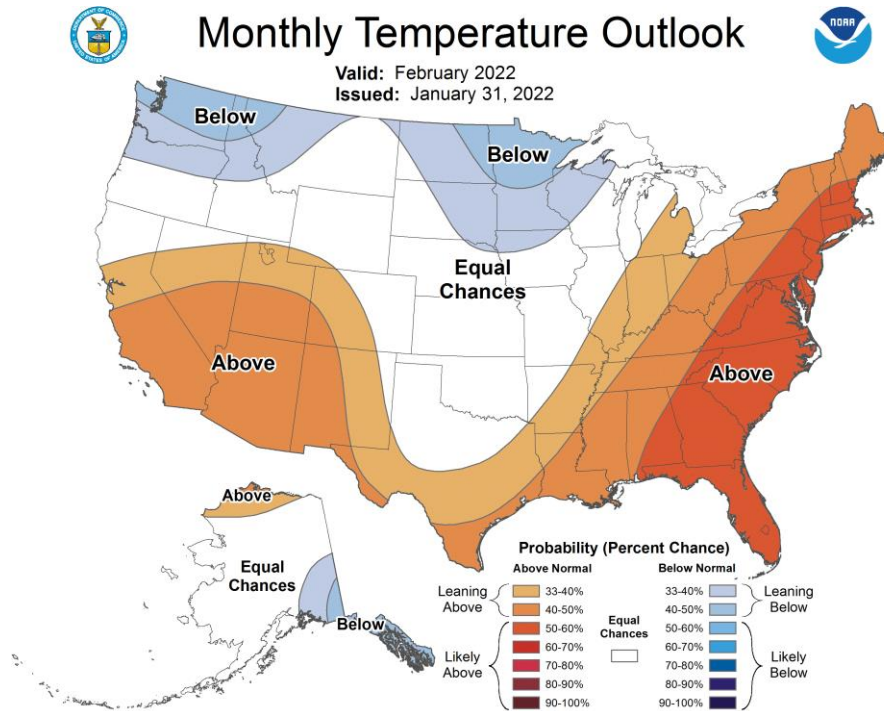 Monthly Temperature Outlook
Valid: February 2022
Issued: January 31, 2022
NOAA
Below
Below
Equal
Chances
Above
Above
Above
Equal
Chances
Below
Probability (Percent Chance)
Above Normal
Below Normal
Leaning
Above
33-40%
40-50%
Likely
Above
50-60%
60-70%
70-80%
80-90%
90-100%
Equal
Chances
33-40%
40-50%
Leaning
Below
50-60%
60-70%
70-80%
80-90%
90-100%
Likely
Below